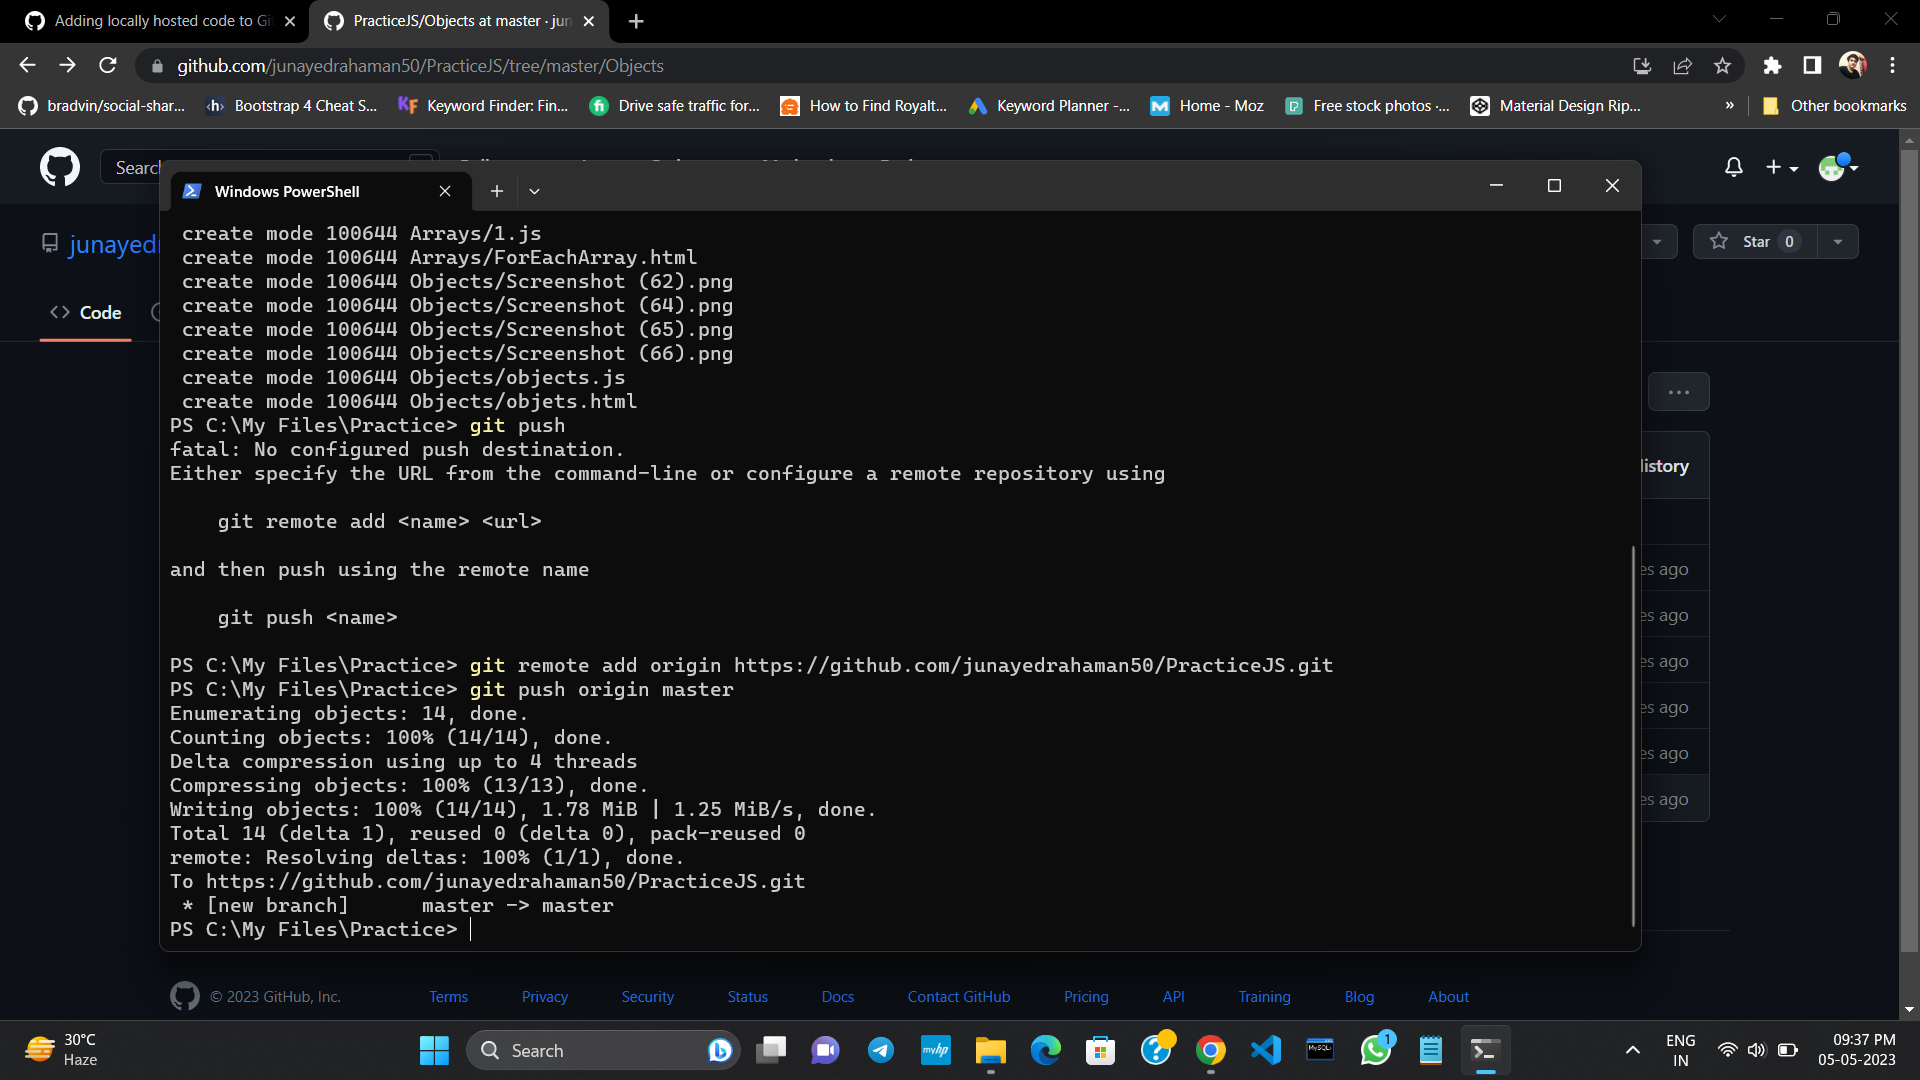 Adding locally hosted code to Gi
PracticeJS/Objects at master · jun
github.com/junayedrahaman50/PracticeJS/tree/master/Objects
bradvin/social-shar...
Bootstrap 4 Cheat S...
Keyword Finder: Fin...
Drive safe traffic for...
How to Find Royalt...
Keyword Planner -...
Home - Moz
Free stock photos ·...
Material Design Rip...
»
Other bookmarks
Search
Windows PowerShell
junayed
Star 0
Code
create mode 100644 Arrays/1.js
create mode 100644 Arrays/ForEachArray.html
create mode 100644 Objects/Screenshot (62).png
create mode 100644 Objects/Screenshot (64).png
create mode 100644 Objects/Screenshot (65).png
create mode 100644 Objects/Screenshot (66).png
create mode 100644 Objects/objects.js
create mode 100644 Objects/objets.html
PS C:\My Files\Practice> git push
fatal: No configured push destination.
Either specify the URL from the command-line or configure a remote repository using
git remote add <name> <url>
and then push using the remote name
git push <name>
PS C:\My Files\Practice> git remote add origin https://github.com/junayedrahaman50/PracticeJS.git
PS C:\My Files\Practice> git push origin master
Enumerating objects: 14, done.
Counting objects: 100% (14/14), done.
Delta compression using up to 4 threads
Compressing objects: 100% (13/13), done.
Writing objects: 100% (14/14), 1.78 MiB | 1.25 MiB/s, done.
Total 14 (delta 1), reused 0 (delta 0), pack-reused 0
remote: Resolving deltas: 100% (1/1), done.
To https://github.com/junayedrahaman50/PracticeJS.git
* [new branch] master -> master
PS C:\My Files\Practice>
istory
es ago
es ago
es ago
es ago
es ago
es ago
© 2023 GitHub, Inc.
Terms
Privacy
Security
Status
Docs
Contact GitHub
Pricing
API
Training
Blog
About
30°C
Haze
Search
myhp
MySQL
1
ENG
IN
09:37 PM
05-05-2023